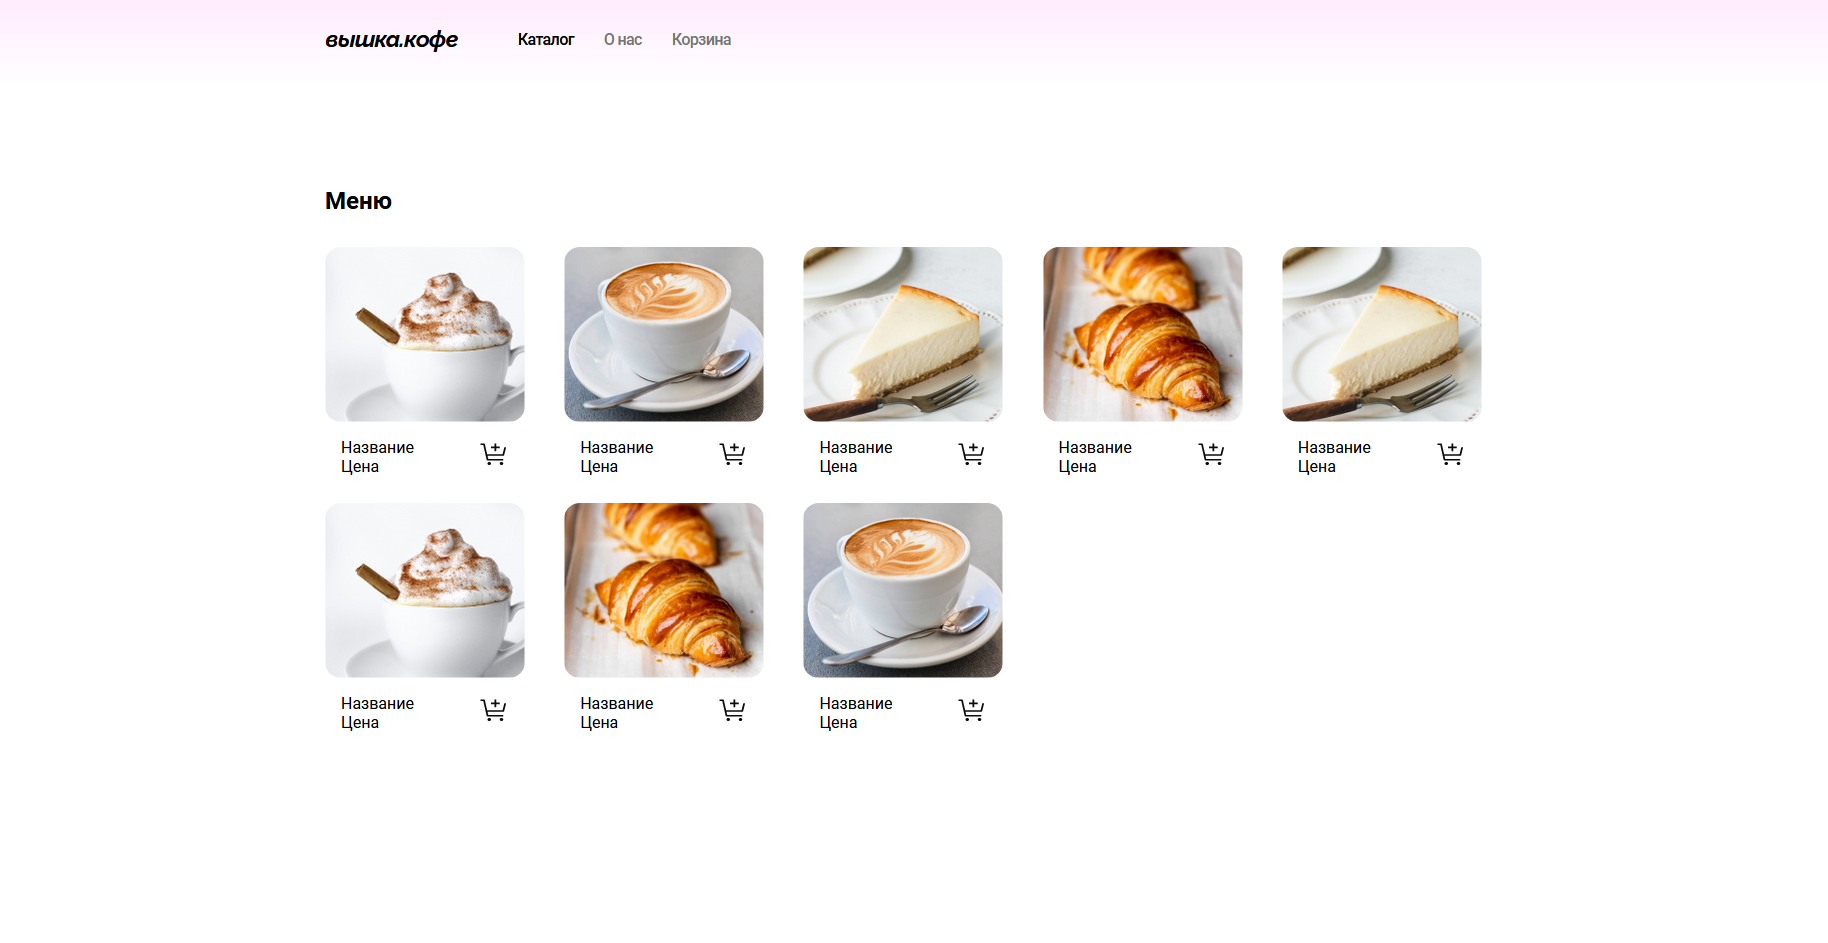 вышка.кофе
Каталог О нас Корзина
Меню
Название Название Название Название Название
Цена Цена Цена Цена Цена
Название Название Название
Цена Цена Цена